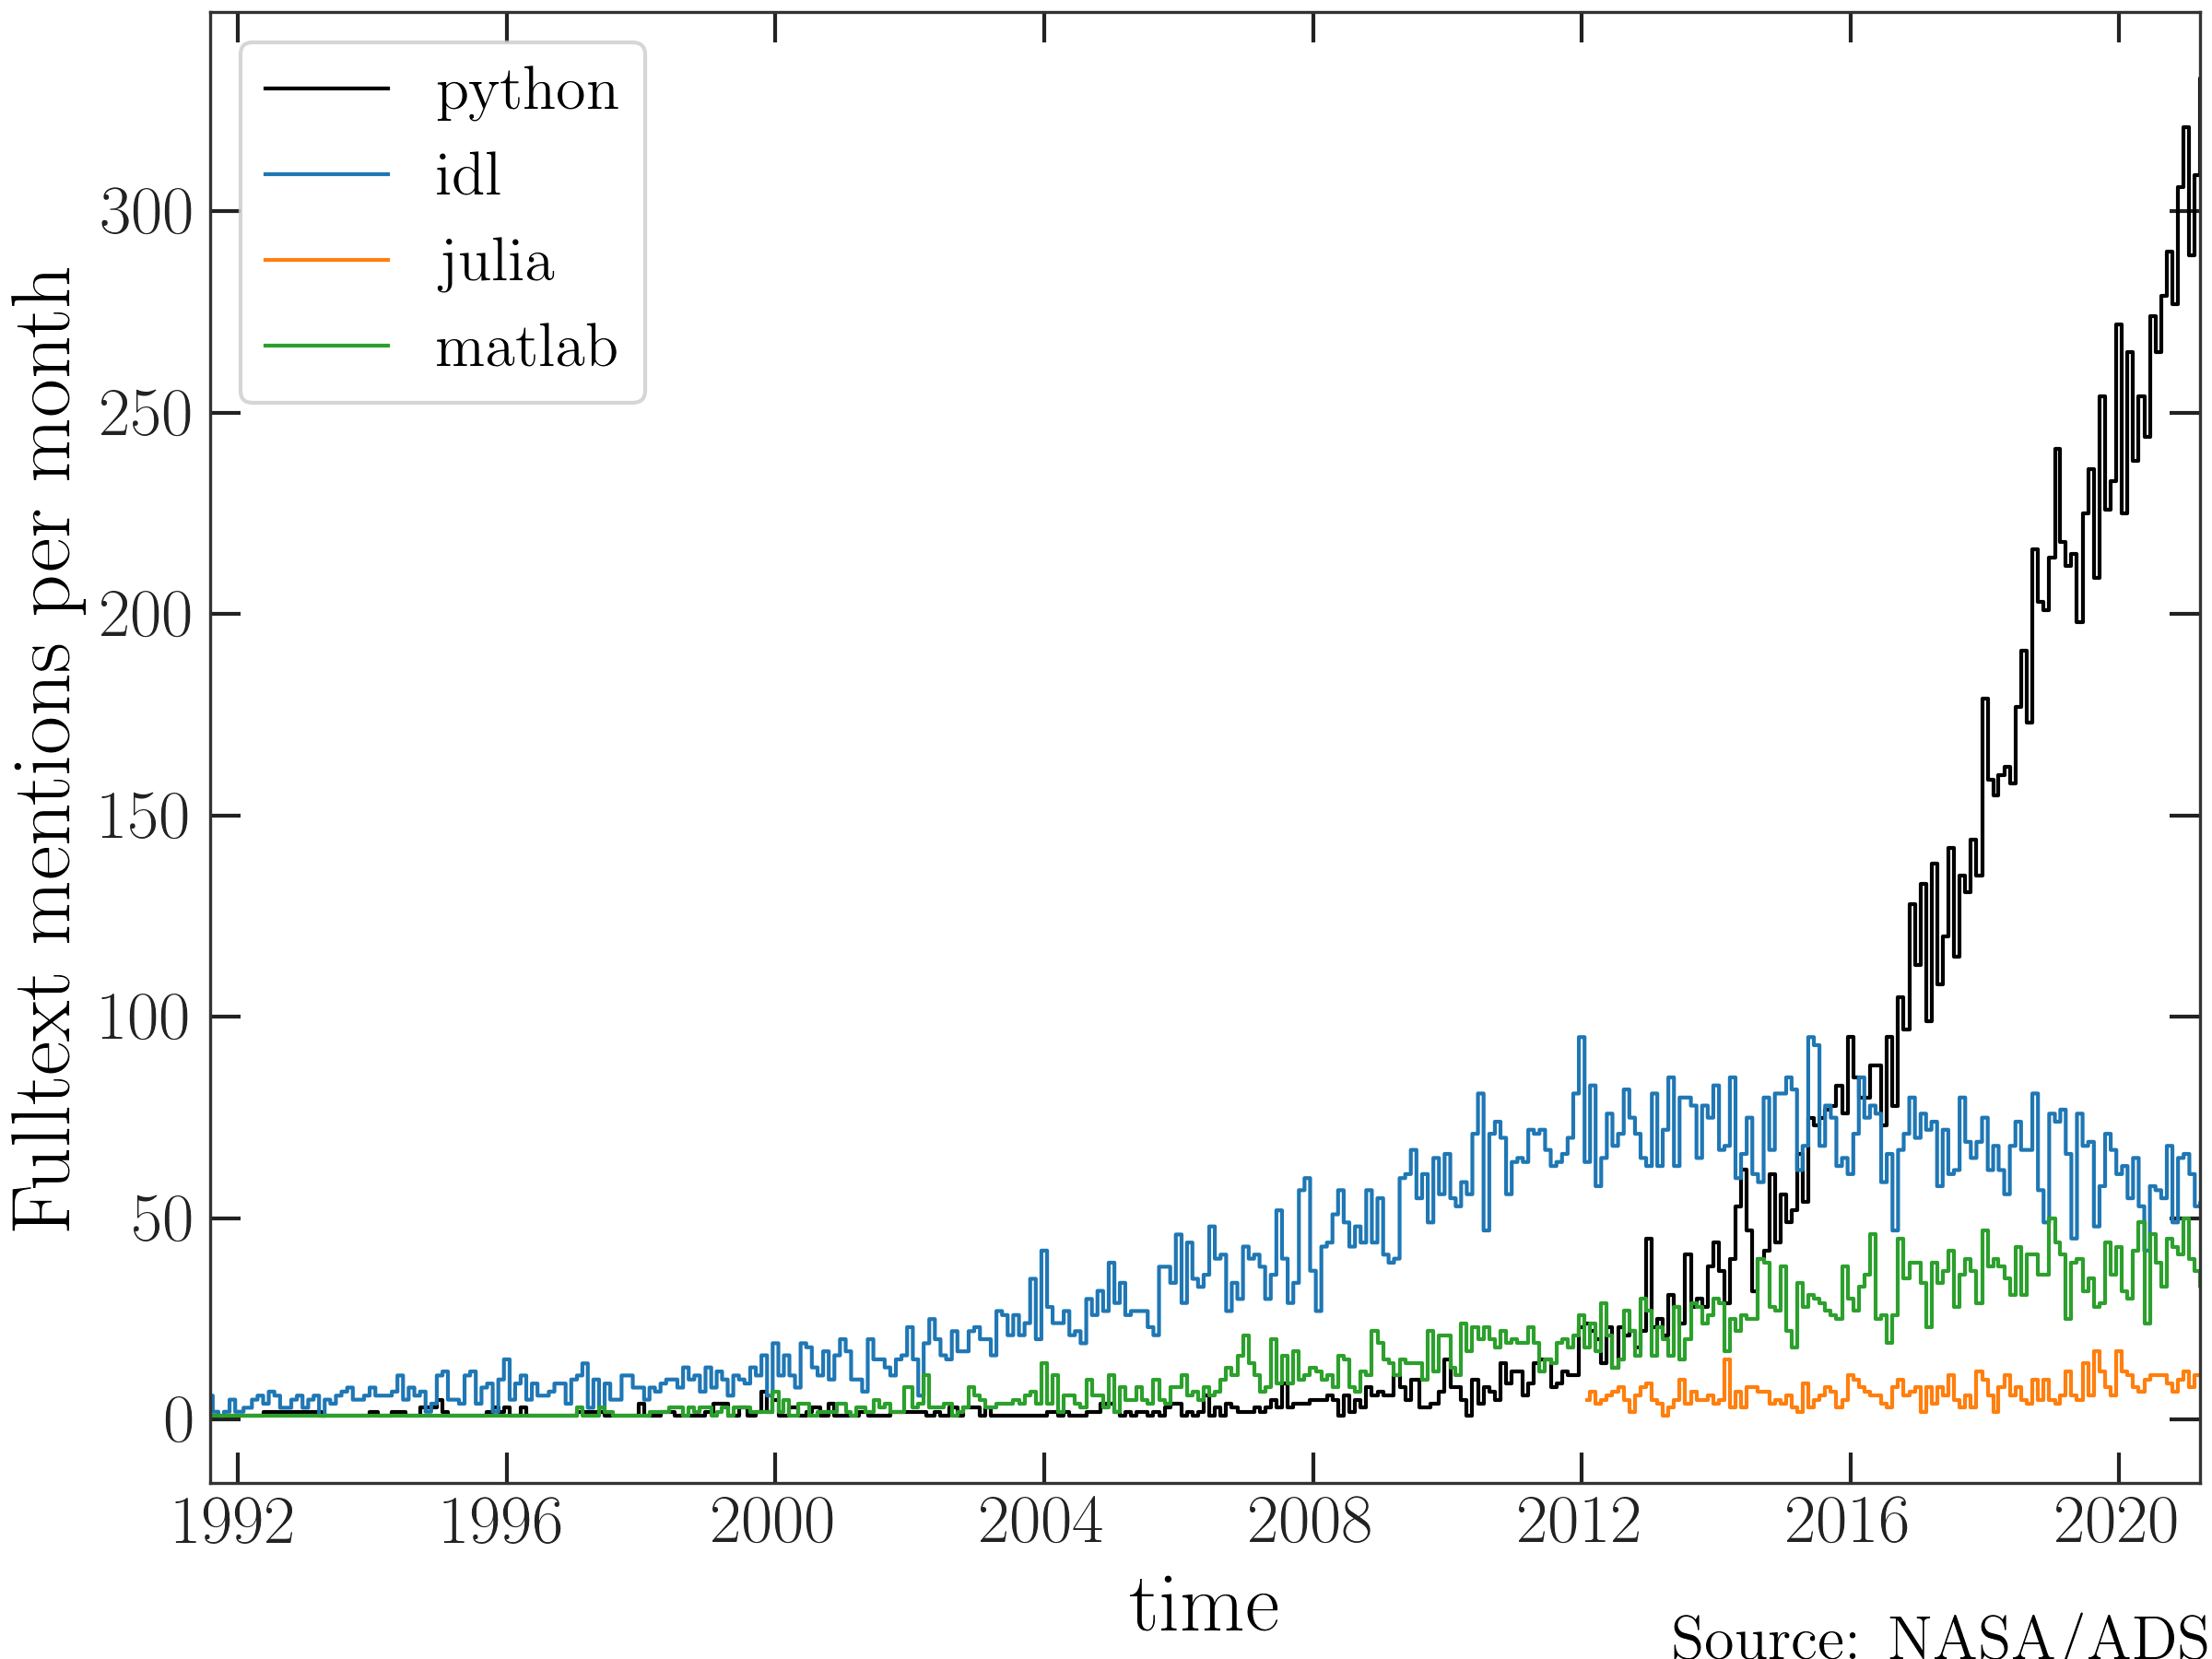 python
idl
julia
matlab
Fulltext mentions per month
300
250
200
150
100
50
0
1992 1996 2000 2004 2008 2012 2016 2020
time
Source: NASA/ADS